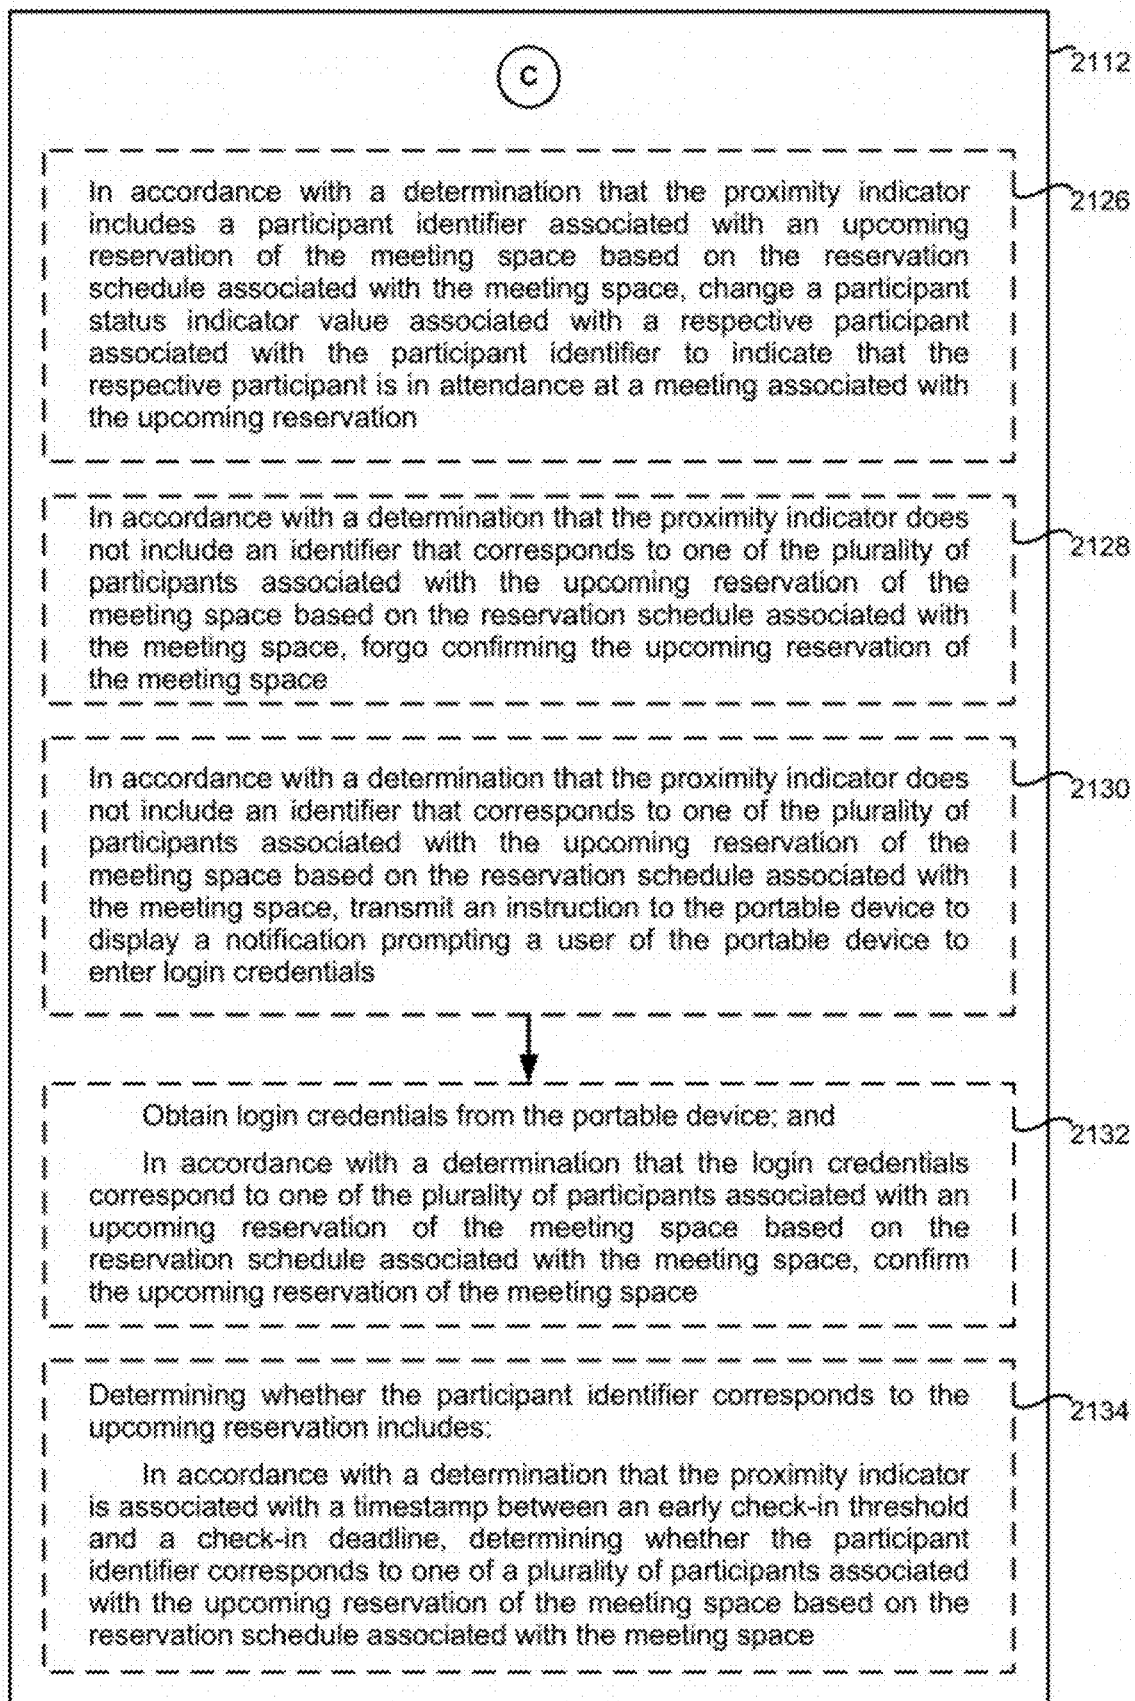 C
2112
In accordance with a determination that the proximity indicator
includes a participant identifier associated with an upcoming
reservation of the meeting space based on the reservation
schedule associated with the meeting space, change a participant
status indicator value associated with a respective participant
associated with the participant identifier to indicate that the
respective participant is in attendance at a meeting associated with
the upcoming reservation
2126
In accordance with a determination that the proximity indicator does
not include an identifier that corresponds to one of the plurality of
participants associated with the upcoming reservation of the
meeting space based on the reservation schedule associated with
the meeting space, forgo confirming the upcoming reservation of
the meeting space
2128
In accordance with a determination that the proximity indicator does
not include an identifier that corresponds to one of the plurality of
participants associated with the upcoming reservation of the
meeting space based on the reservation schedule associated with
the meeting space, transmit an instruction to the portable device to
display a notification prompting a user of the portable device to
enter login credentials
2130
Obtain login credentials from the portable device; and
In accordance with a determination that the login credentials
correspond to one of the plurality of participants associated with an
upcoming reservation of the meeting space based on the
reservation schedule associated with the meeting space, confirm
the upcoming reservation of the meeting space
2132
Determining whether the participant identifier corresponds to the
upcoming reservation includes:
In accordance with a determination that the proximity indicator
is associated with a timestamp between an early check-in threshold
and a check-in deadline, determining whether the participant
identifier corresponds to one of a plurality of participants associated
with the upcoming reservation of the meeting space based on the
reservation schedule associated with the meeting space
2134